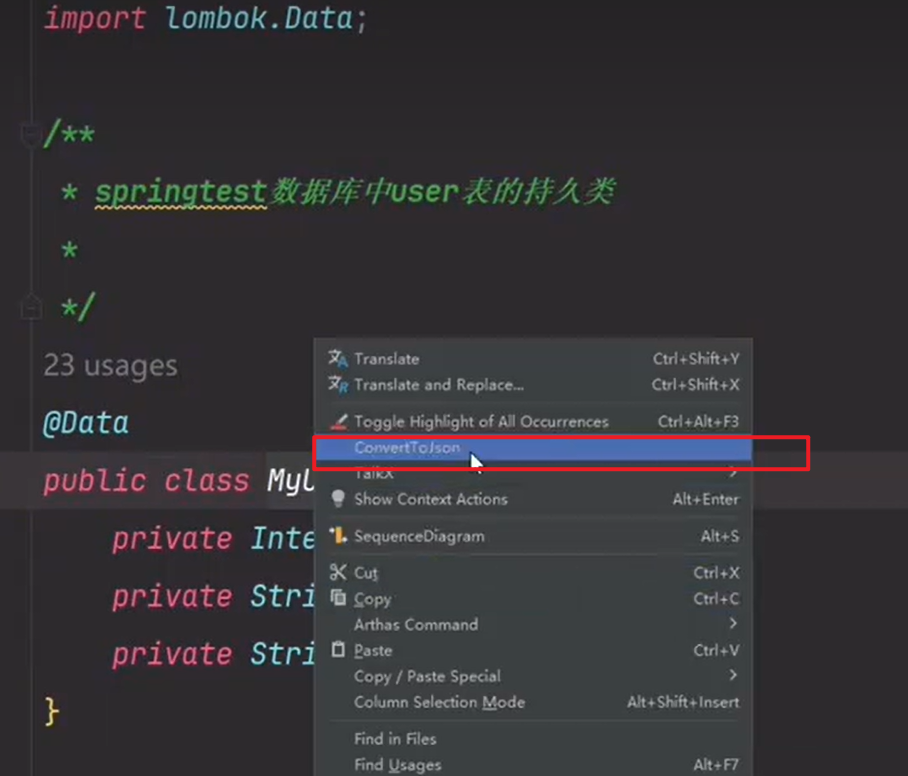 import lombok.Data;
/**
* springtest数据库中user表的持久类
*
*/
23 usages
@Data
public class MyU
private Inte
private Stri
private Stri
}
Translate Ctrl+Shift+Y
Translate and Replace... Ctrl+Shift+X
Toggle Highlight of All Occurrences Ctrl+Alt+F3
ConvertToJson
TalkX
Show Context Actions Alt+Enter
SequenceDiagram Alt+S
Cut Ctrl+X
Copy Ctrl+C
Arthas Command
Paste Ctrl+V
Copy / Paste Special
Column Selection Mode Alt+Shift+Insert
Find in Files
Find Usages Alt+F7